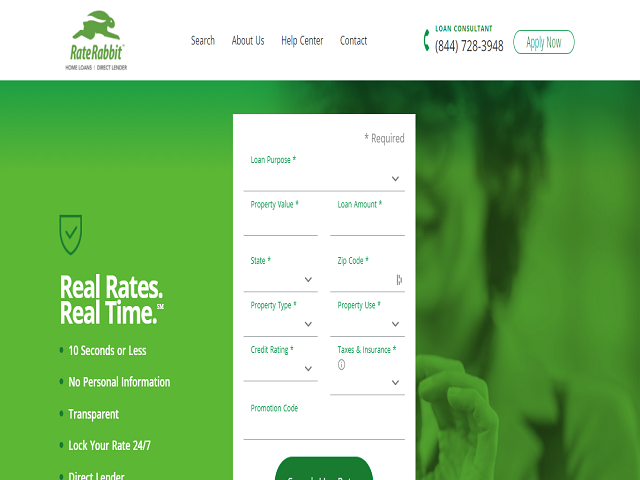 RateRabbit
HOME LOANS | DIRECT LENDER
Search
About Us
Help Center
Contact
LOAN CONSULTANT
(844) 728-3948
Apply Now
Real Rates.
Real Time.℠
10 Seconds or Less
No Personal Information
Transparent
Lock Your Rate 24/7
Direct Lender
* Required
Loan Purpose *
Property Value *
Loan Amount *
State *
Zip Code *
Property Type *
Property Use *
Credit Rating *
Taxes & Insurance *
Promotion Code